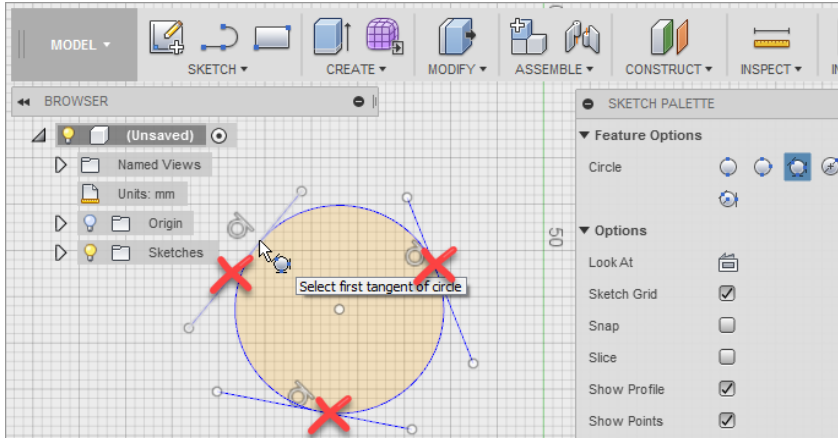 MODEL
SKETCH
CREATE
MODIFY
ASSEMBLE
CONSTRUCT
INSPECT
BROWSER
(Unsaved)
Named Views
Units: mm
Origin
Sketches
Select first tangent of circle
50
SKETCH PALETTE
Feature Options
Circle
Options
Look At
Sketch Grid
Snap
Slice
Show Profile
Show Points